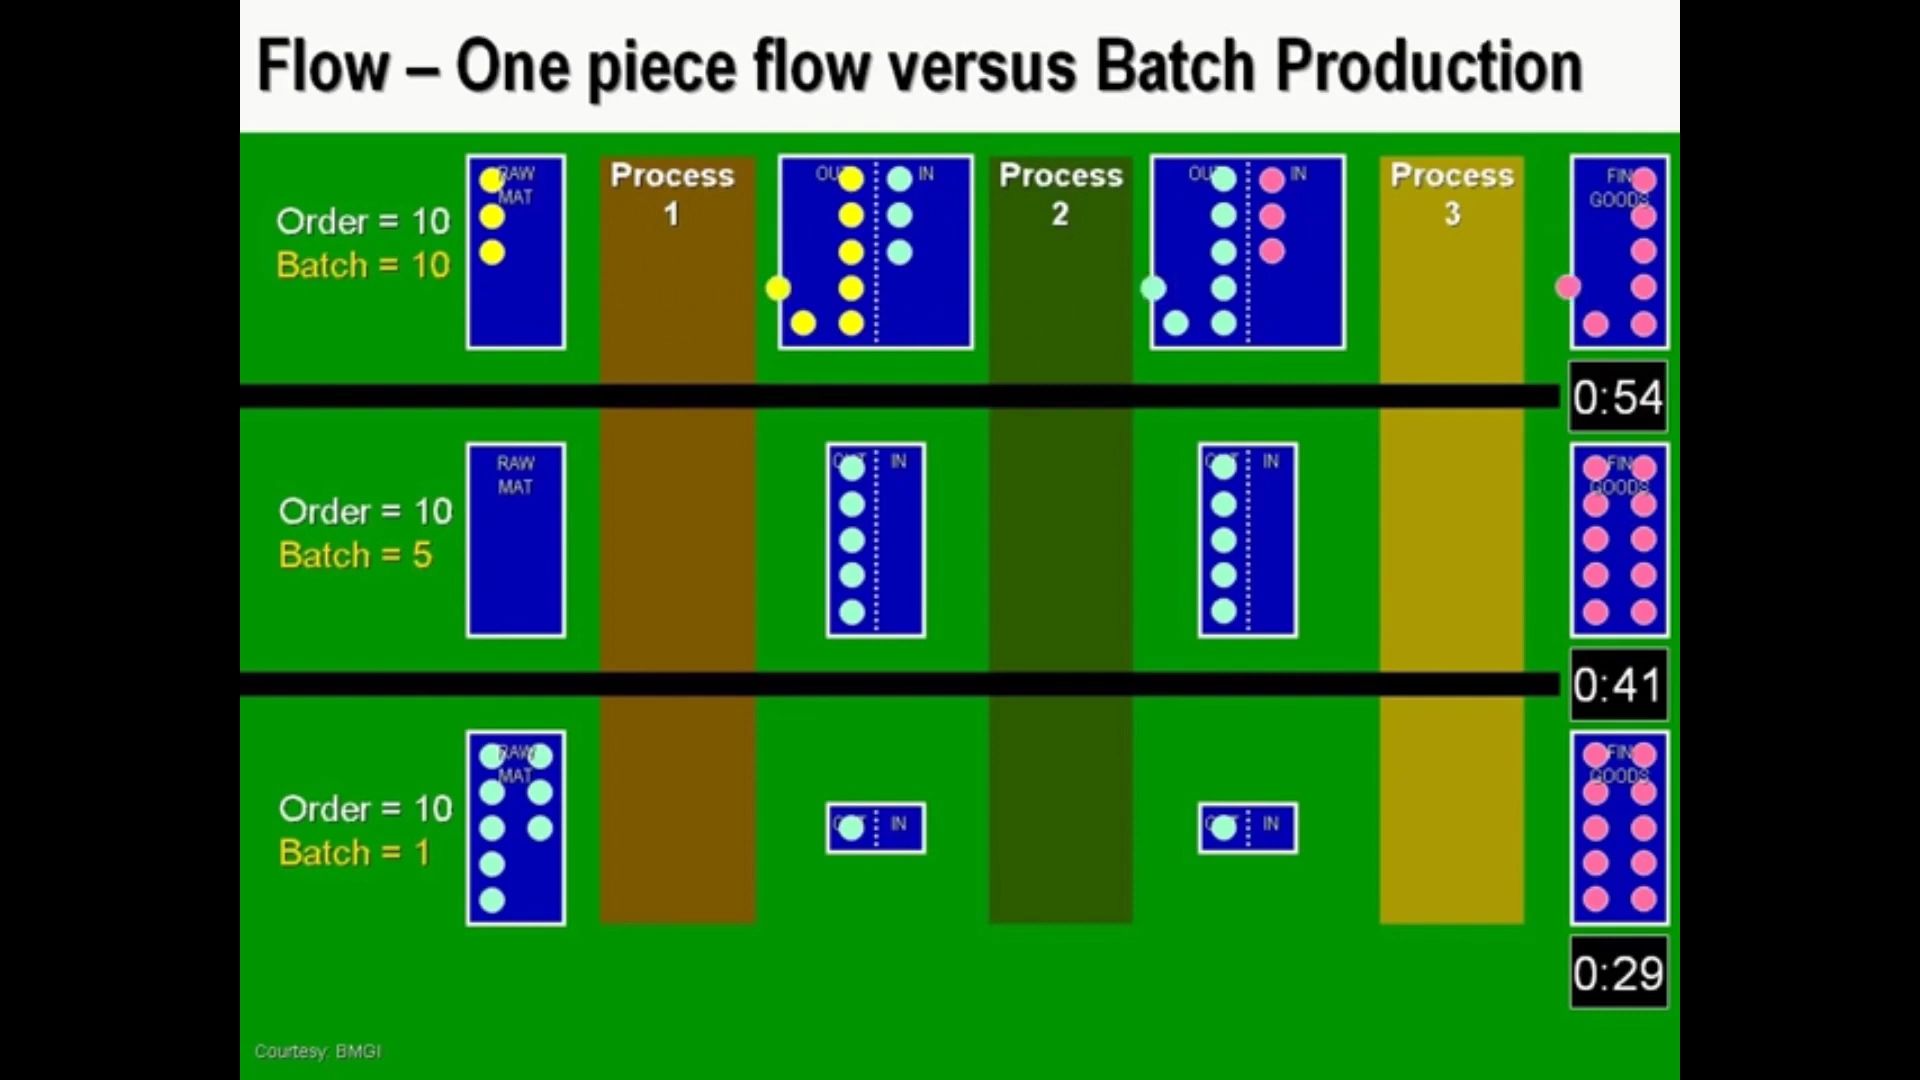 Flow – One piece flow versus Batch Production
Order = 10
Batch = 10
RAW
MAT
Process
1
OUT
IN
Process
2
OUT
IN
Process
3
FIN
GOODS
0:54
Order = 10
Batch = 5
RAW
MAT
OUT
IN
OUT
IN
FIN
GOODS
0:41
Order = 10
Batch = 1
RAW
MAT
OUT
IN
OUT
IN
FIN
GOODS
0:29
Courtesy: BMGI